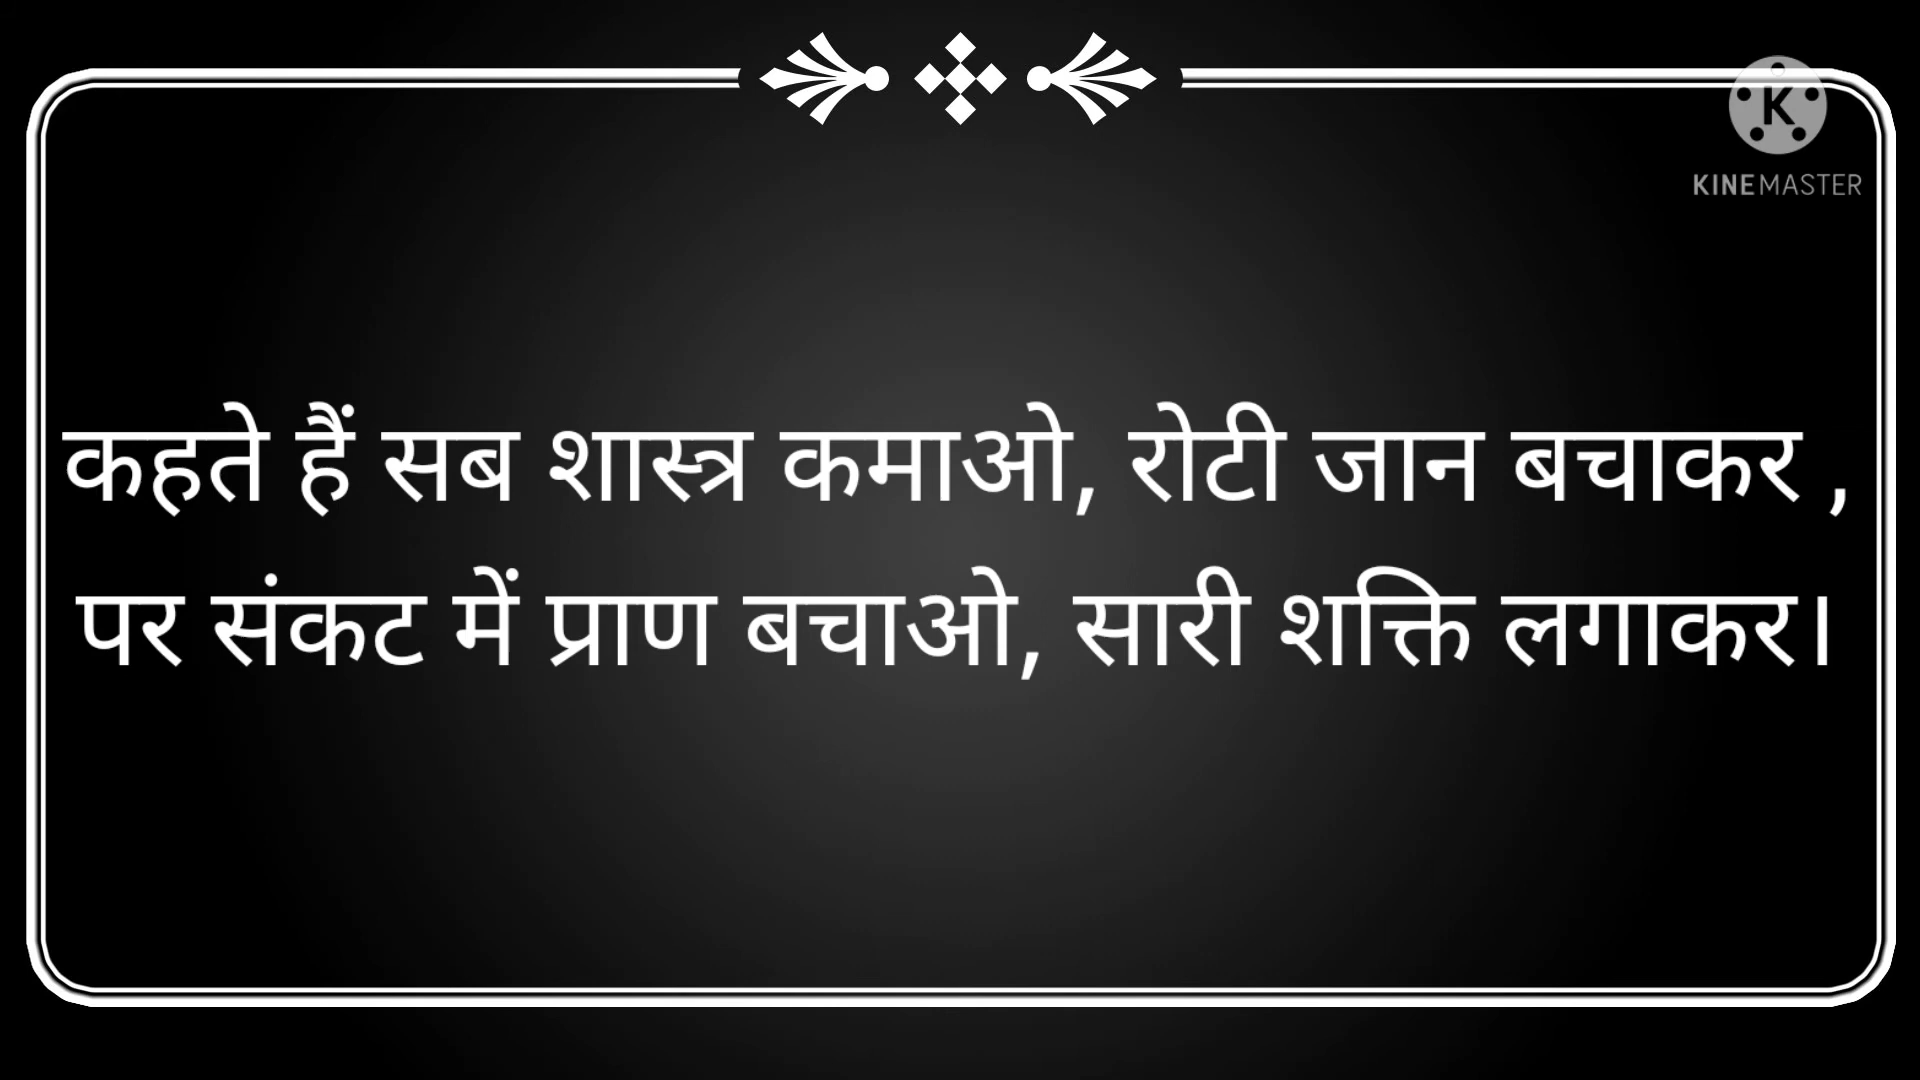 KINEMASTER
कहते हैं सब शास्त्र कमाओ, रोटी जान बचाकर ,
पर संकट में प्राण बचाओ, सारी शक्ति लगाकर।